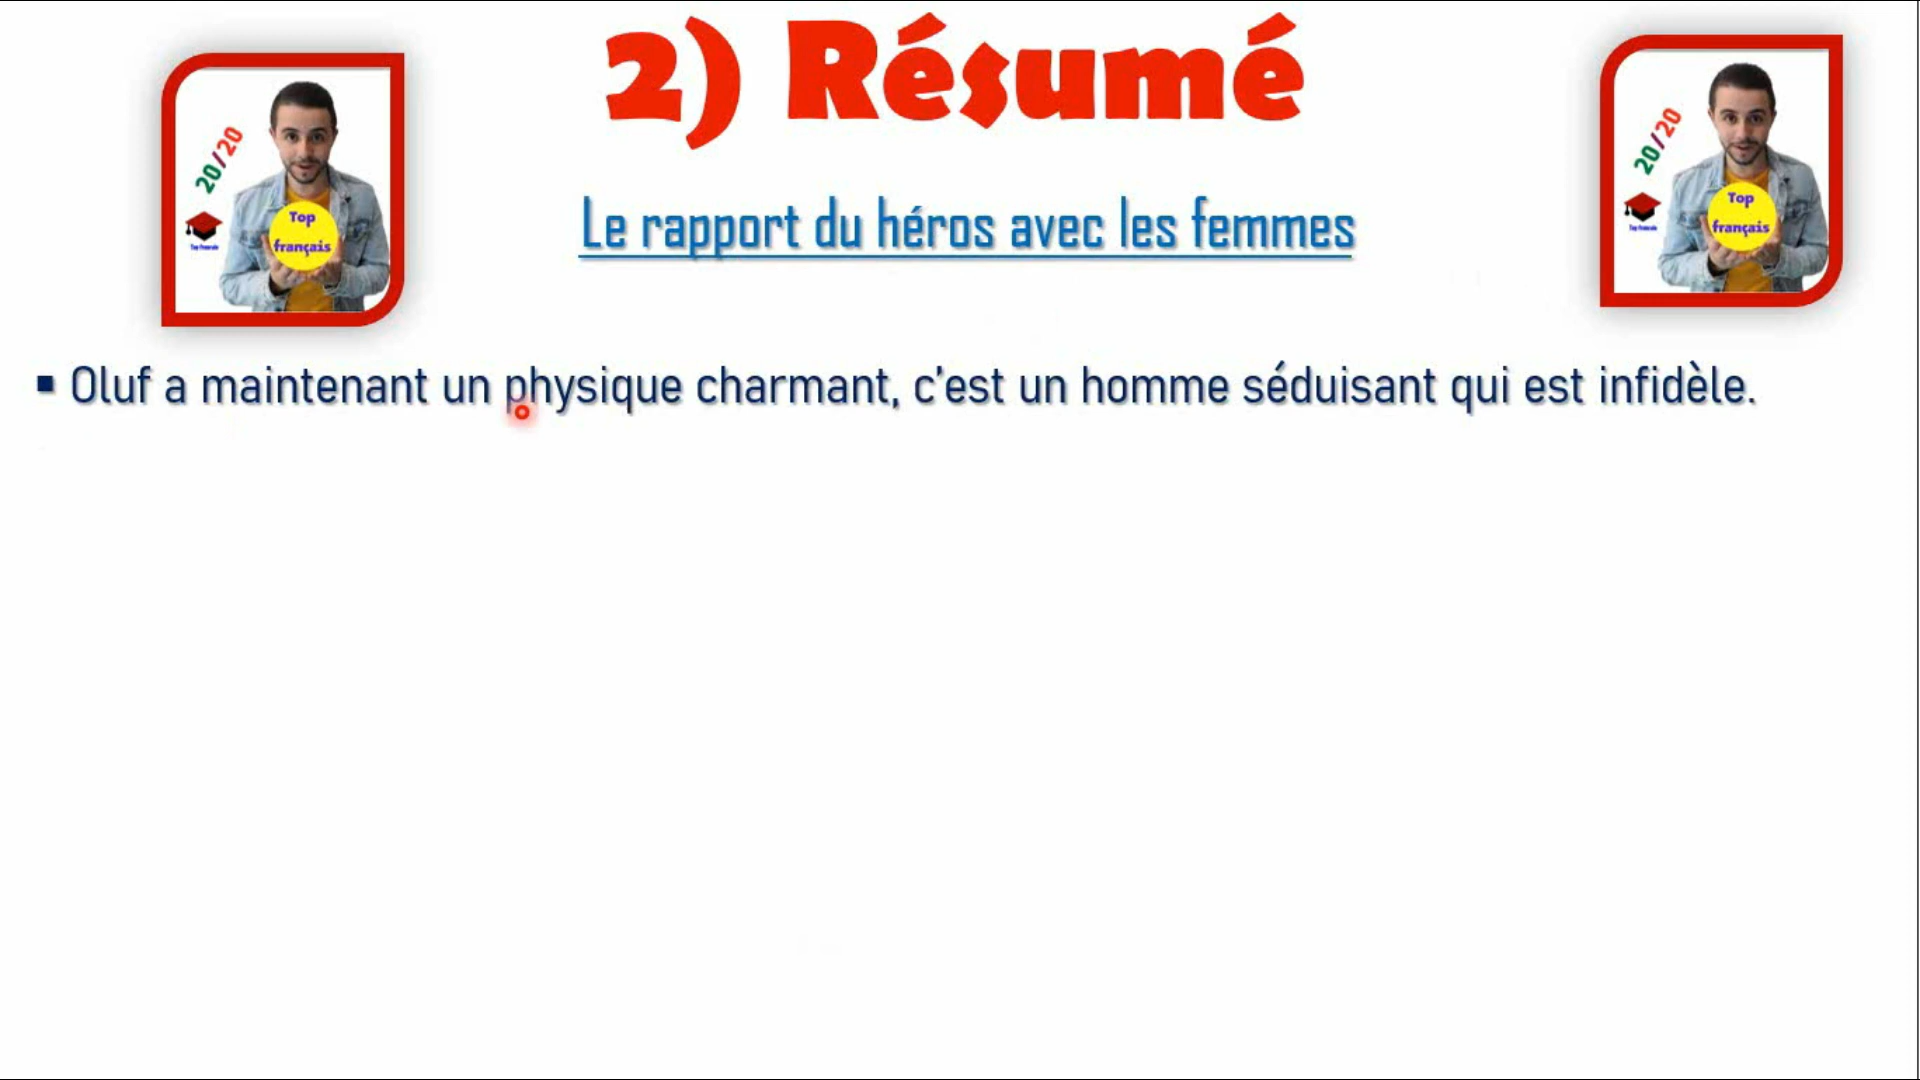 2) Résumé
20/20
Top
français
20/20
Top
français
Le rapport du héros avec les femmes
▪ Oluf a maintenant un physique charmant, c'est un homme séduisant qui est infidèle.